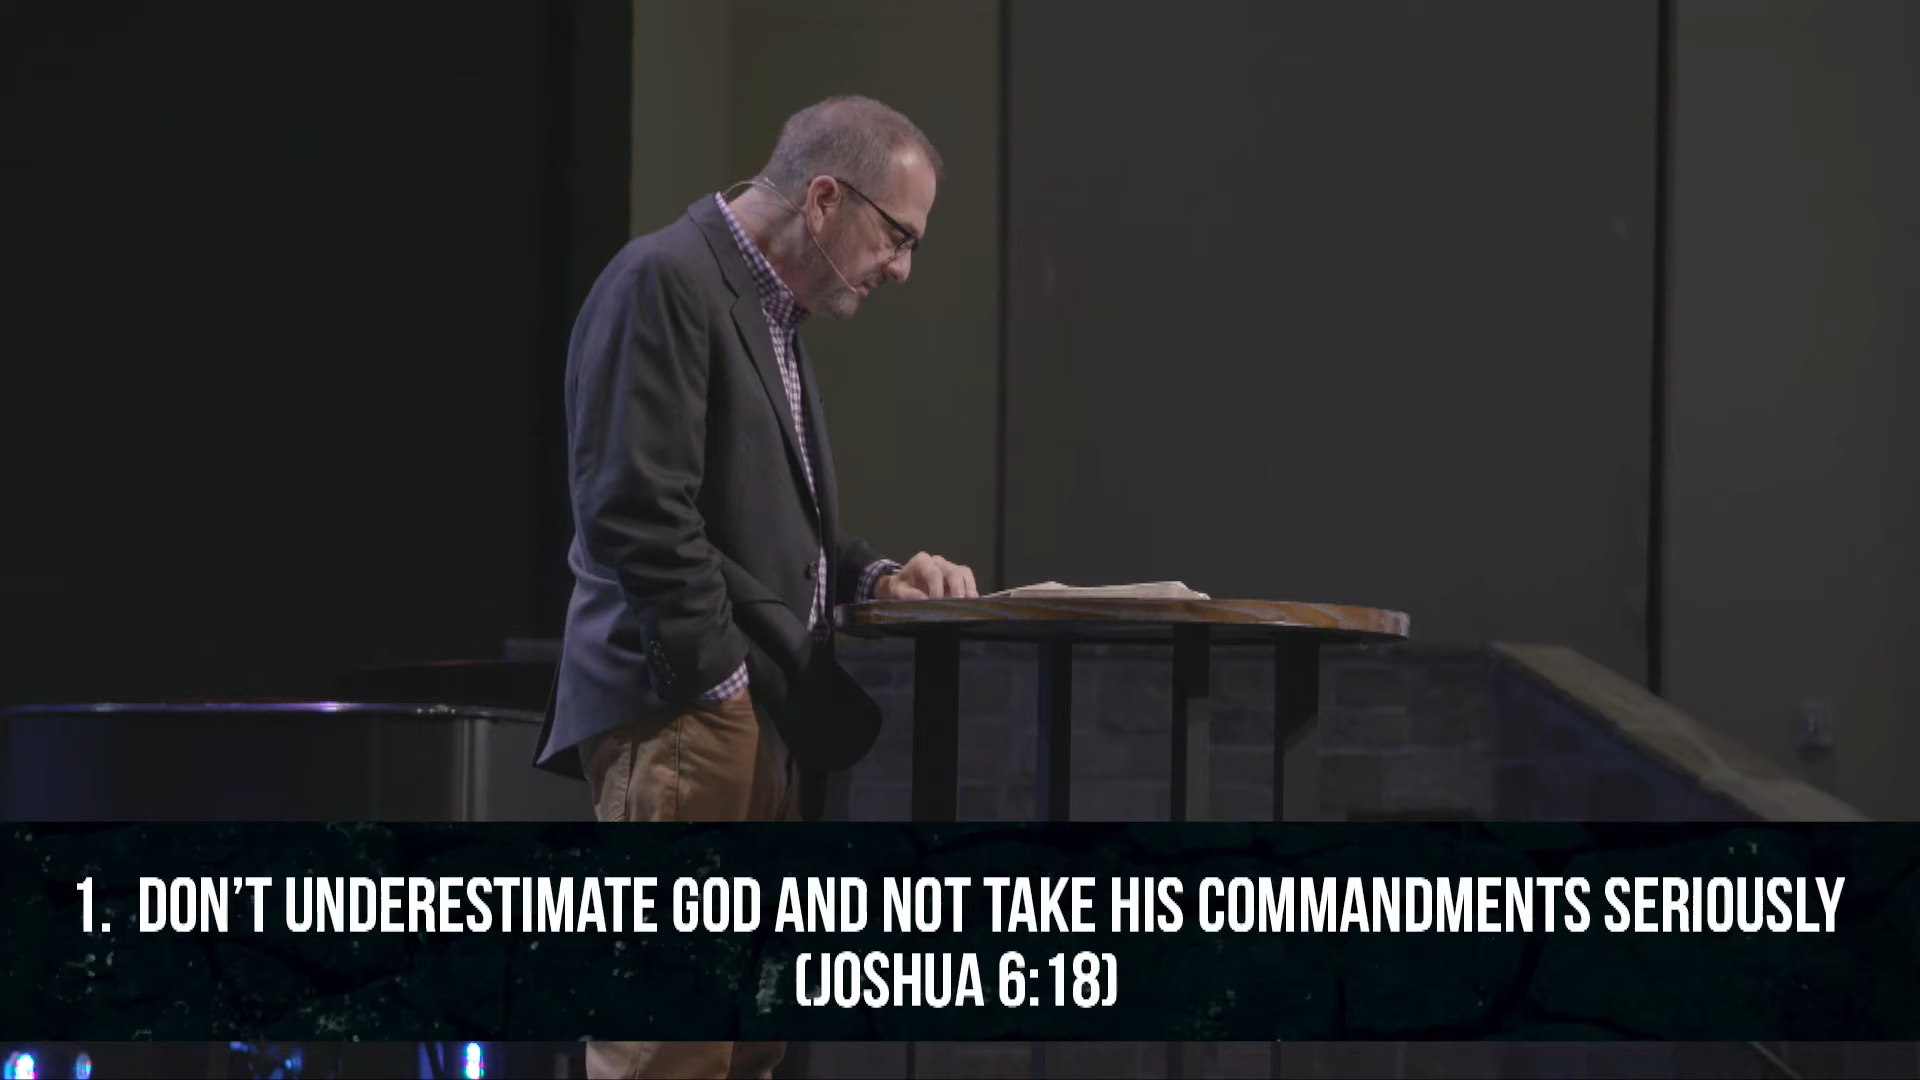 1. DON'T UNDERESTIMATE GOD AND NOT TAKE HIS COMMANDMENTS SERIOUSLY
(JOSHUA 6:18)